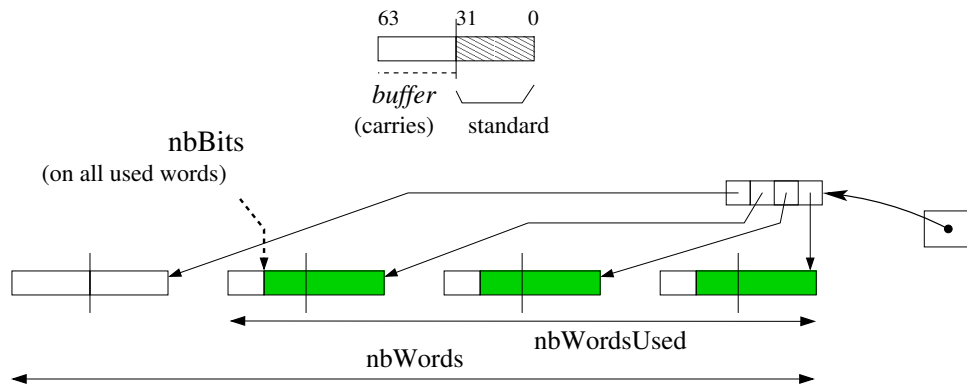 63 31 0
buffer
(carries) standard
nbBits
(on all used words)
nbWordsUsed
nbWords